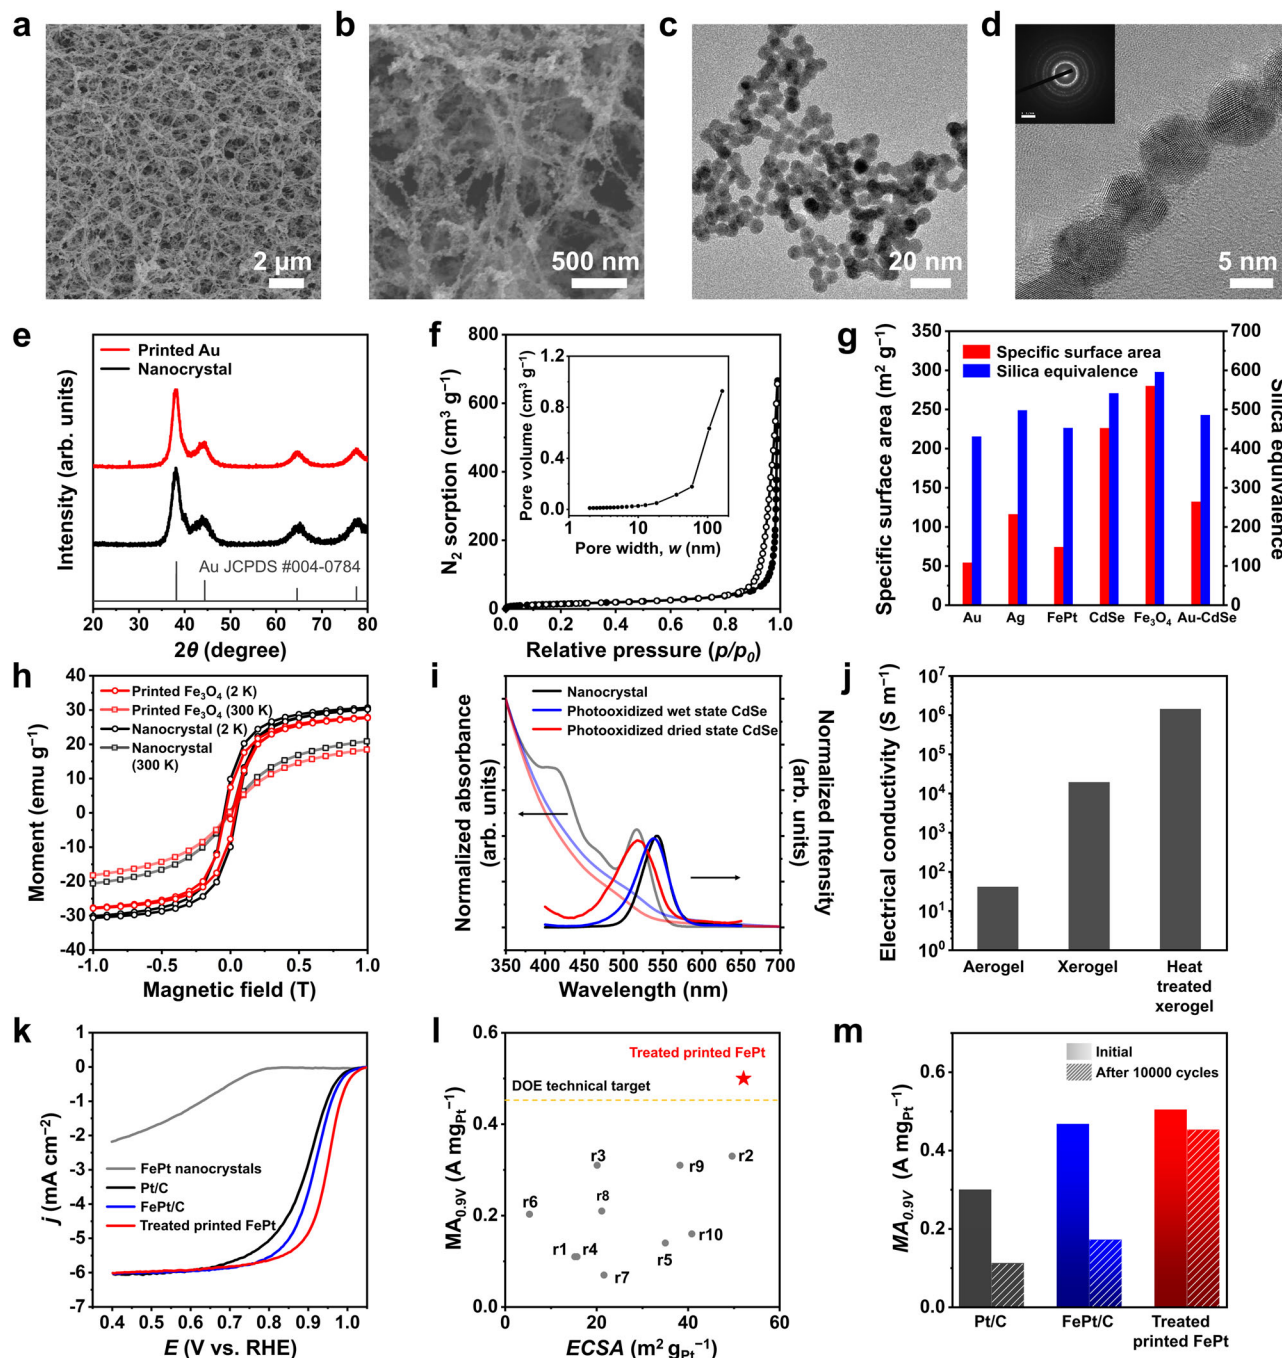 a
b
c
d
2 μm
500 nm
20 nm
5 nm
e
Printed Au
Nanocrystal
Au JCPDS #004-0784
Intensity (arb. units)
20 30 40 50 60 70 80
2θ (degree)
f
N2 sorption (cm³ g⁻¹)
800
700
600
500
400
300
200
100
0
0.0 0.2 0.4 0.6 0.8 1.0
Relative pressure (p/p0)
Pore volume (cm³ g⁻¹)
1.2
0.8
0.4
0.0
1 10 100
Pore width, w (nm)
g
Specific surface area
Silica equivalence
Specific surface area (m² g⁻¹)
350
300
250
200
150
100
50
0
Au Ag FePt CdSe Fe3O4 Au-CdSe
700
600
500
400
300
200
100
0
Silica equivalence
h
Printed Fe3O4 (2 K)
Printed Fe3O4 (300 K)
Nanocrystal (2 K)
Nanocrystal
(300 K)
Moment (emu g⁻¹)
40
30
20
10
0
-10
-20
-30
-40
-1.0 -0.5 0.0 0.5 1.0
Magnetic field (T)
i
Nanocrystal
Photooxidized wet state CdSe
Photooxidized dried state CdSe
Normalized absorbance
(arb. units)
Normalized Intensity
(arb. units)
350 400 450 500 550 600 650 700
Wavelength (nm)
j
Electrical conductivity (S m⁻¹)
10⁷
10⁶
10⁵
10⁴
10³
10²
10¹
10⁰
Aerogel Xerogel Heat
treated
xerogel
k
j (mA cm⁻²)
1
0
-1
-2
-3
-4
-5
-6
-7
FePt nanocrystals
Pt/C
FePt/C
Treated printed FePt
0.4 0.5 0.6 0.7 0.8 0.9 1.0
E (V vs. RHE)
l
MA0.9V (A mgPt⁻¹)
0.6
0.4
0.2
0.0
Treated printed FePt
DOE technical target
r3
r9
r2
r6
r8
r10
r1
r4
r5
r7
0 20 40 60
ECSA (m² gPt⁻¹)
m
Initial
After 10000 cycles
MA0.9V (A mgPt⁻¹)
0.6
0.4
0.2
0.0
Pt/C FePt/C Treated
printed FePt